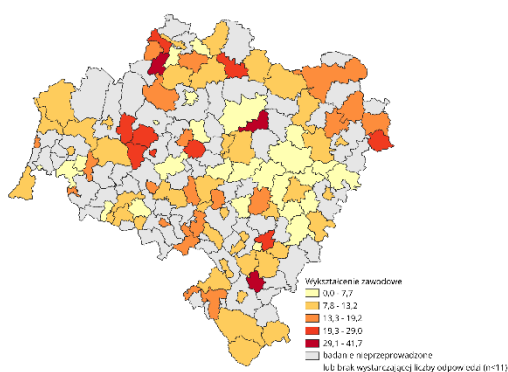 Wykształcenie zawodowe
0,0 - 7,7
7,8 - 13,2
13,3 - 19,2
19,3 - 29,0
29,1 - 41,7
badanie nieprzeprowadzone
lub brak wystarczającej liczby odpowiedzi (n<11)